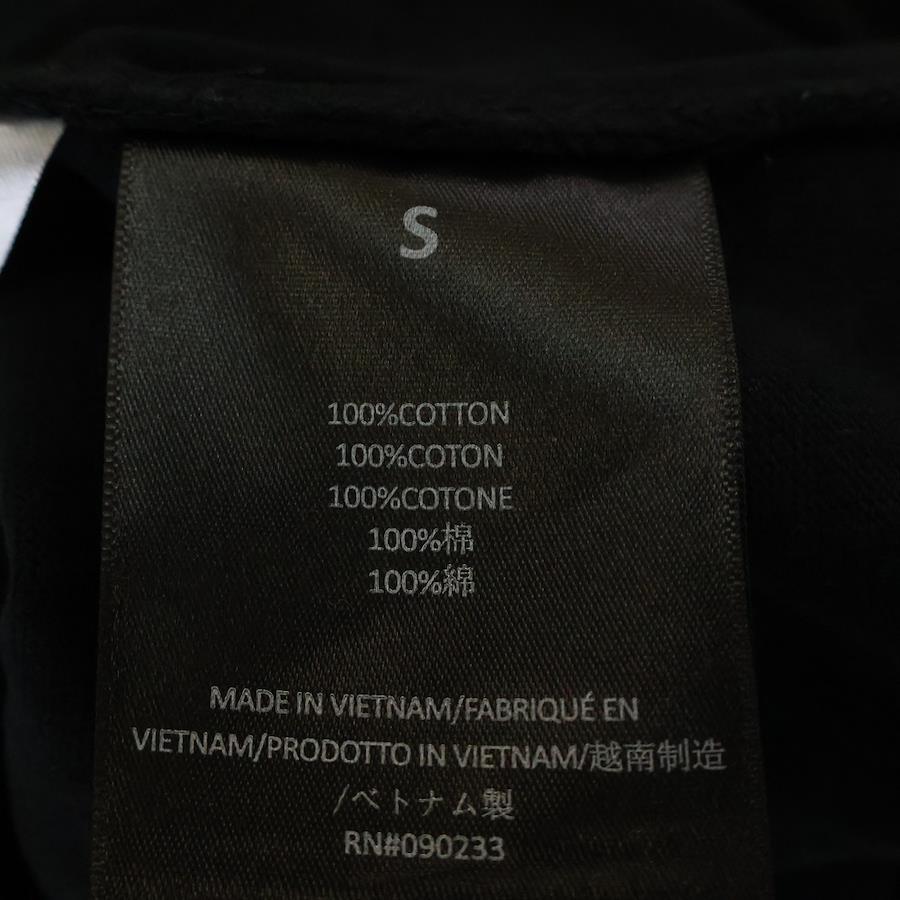 S
100%COTTON
100%COTON
100%COTONE
100%棉
100%綿
MADE IN VIETNAM/FABRIQUÉ EN
VIETNAM/PRODOTTO IN VIETNAM/越南制造
/ベトナム製
RN#090233